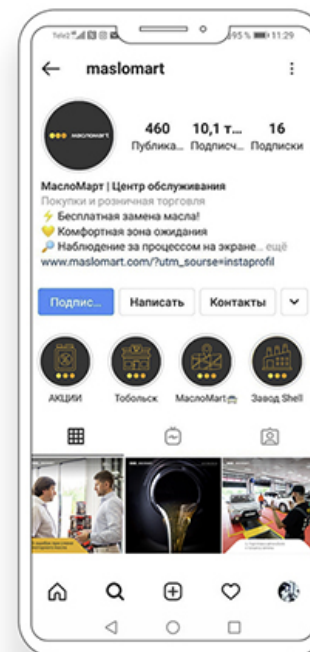 Tele2
95 % 11:29
maslomart
МАСЛОМАРТ
460 10,1 т... 16
Публика... Подписч... Подписки
МаслоМарт | Центр обслуживания
Покупки и розничная торговля
⚡ Бесплатная замена масла!
💛 Комфортная зона ожидания
🔎 Наблюдение за процессом на экране... ещё
www.maslomart.com/?utm_sourse=instaprofil
Подпис... Написать Контакты
АКЦИИ Тобольск МаслоMart🚗 Завод Shell